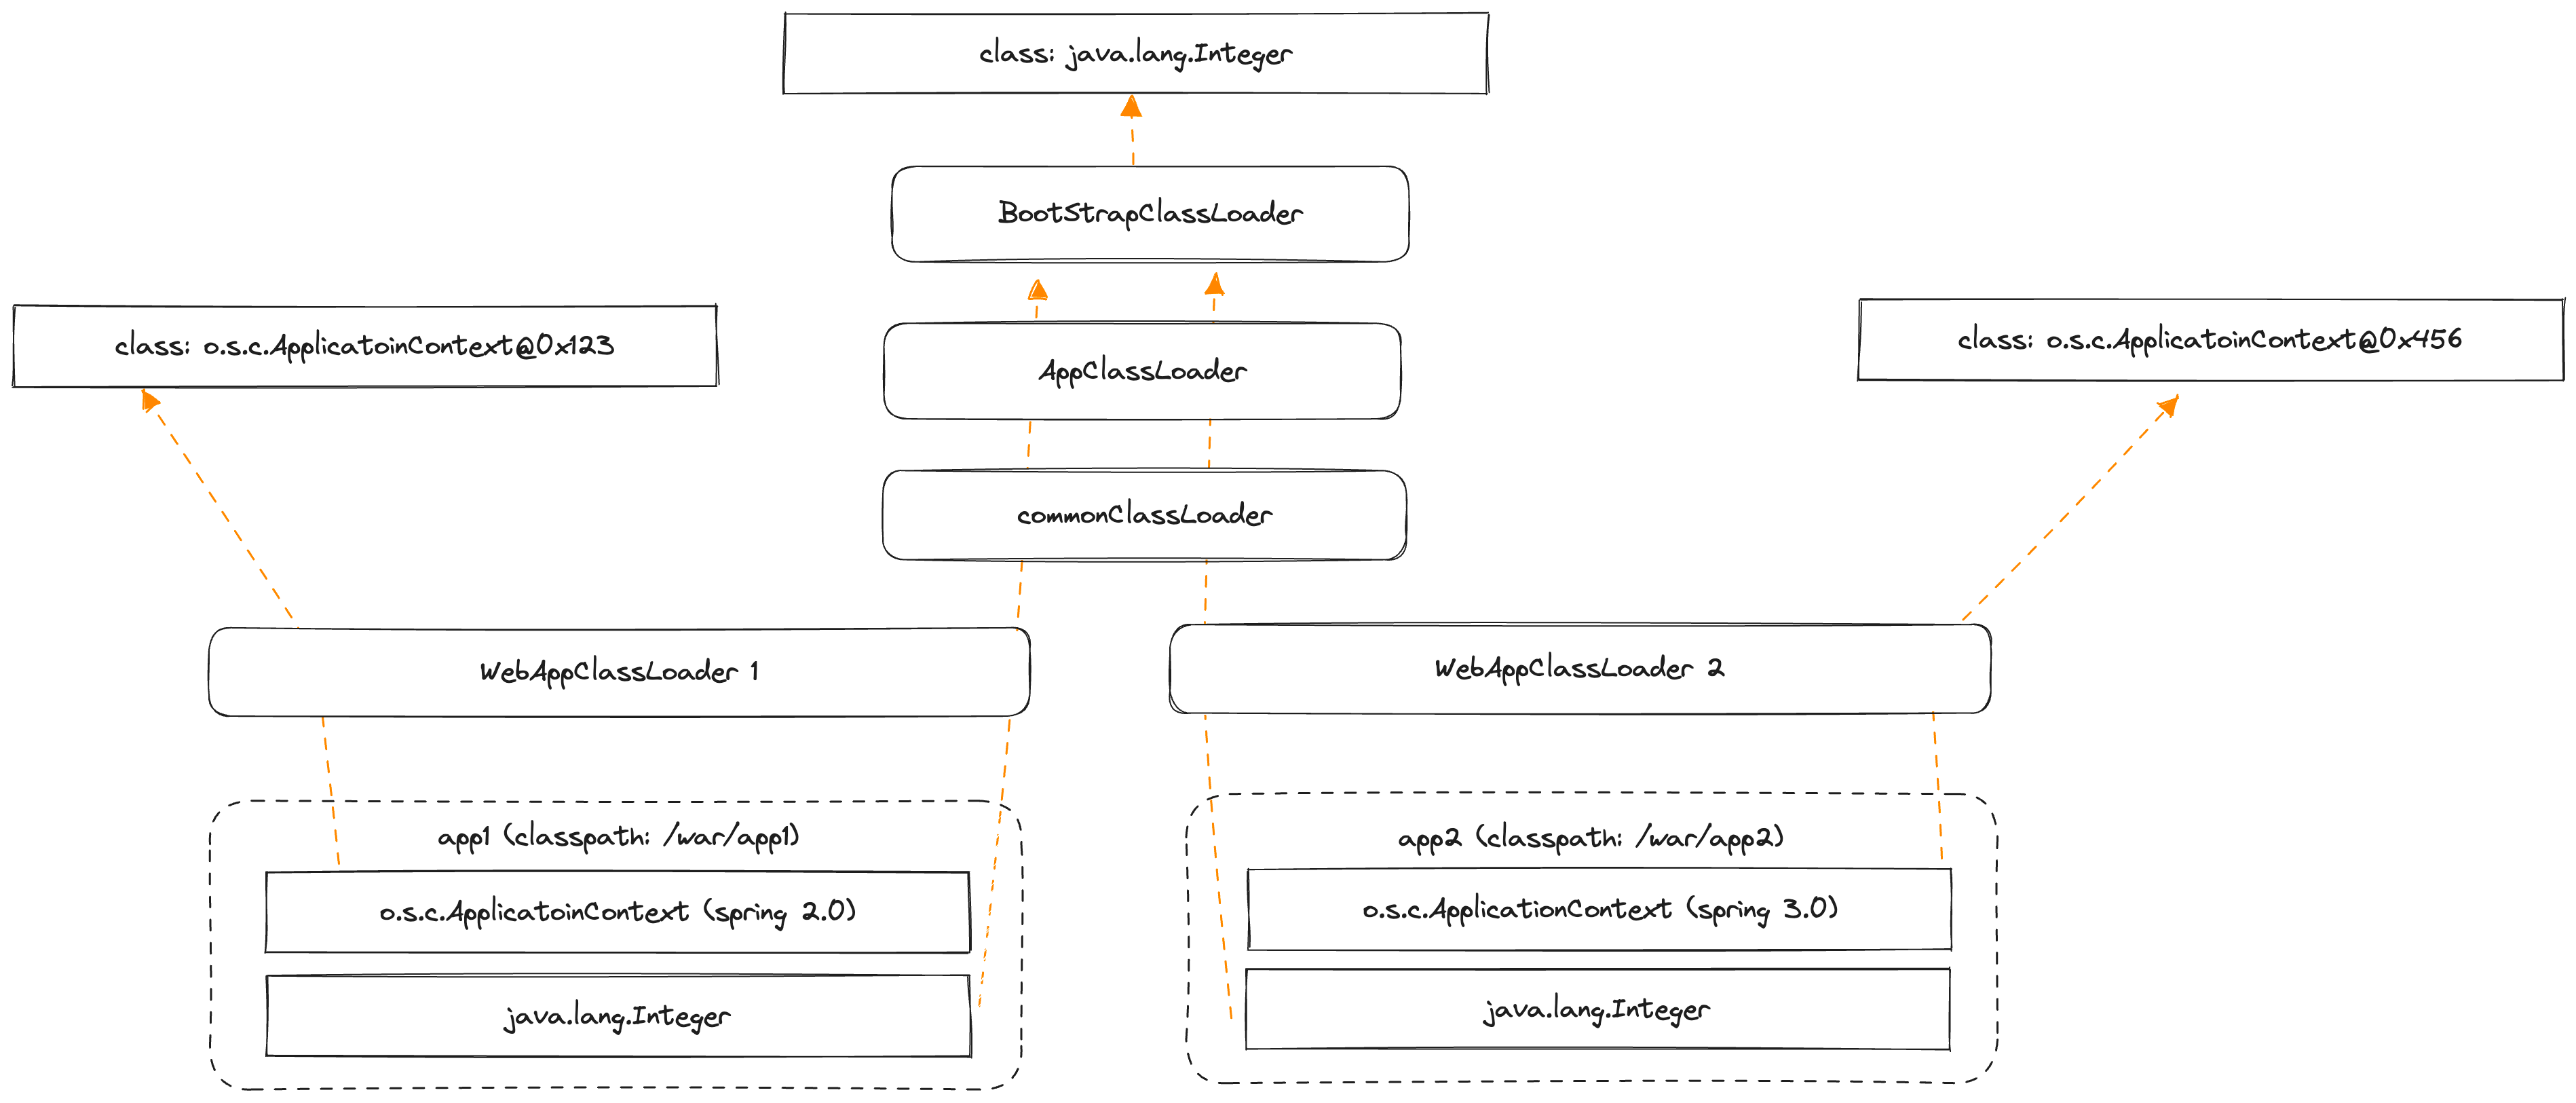 class: java.lang.Integer
BootStrapClassLoader
class: o.s.c.ApplicatoinContext@0x123
AppClassLoader
class: o.s.c.ApplicatoinContext@0x456
commonClassLoader
WebAppClassLoader 1
WebAppClassLoader 2
app1 (classpath: /war/app1)
o.s.c.ApplicatoinContext (spring 2.0)
java.lang.Integer
app2 (classpath: /war/app2)
o.s.c.ApplicationContext (spring 3.0)
java.lang.Integer